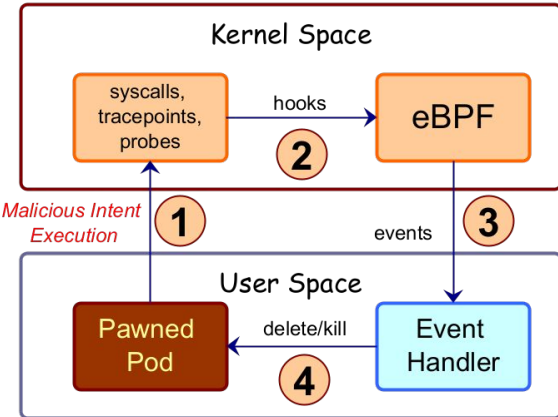 Kernel Space
syscalls,
tracepoints,
probes
hooks
2
eBPF
Malicious Intent
Execution
1
events
3
User Space
Pawned
Pod
delete/kill
4
Event
Handler